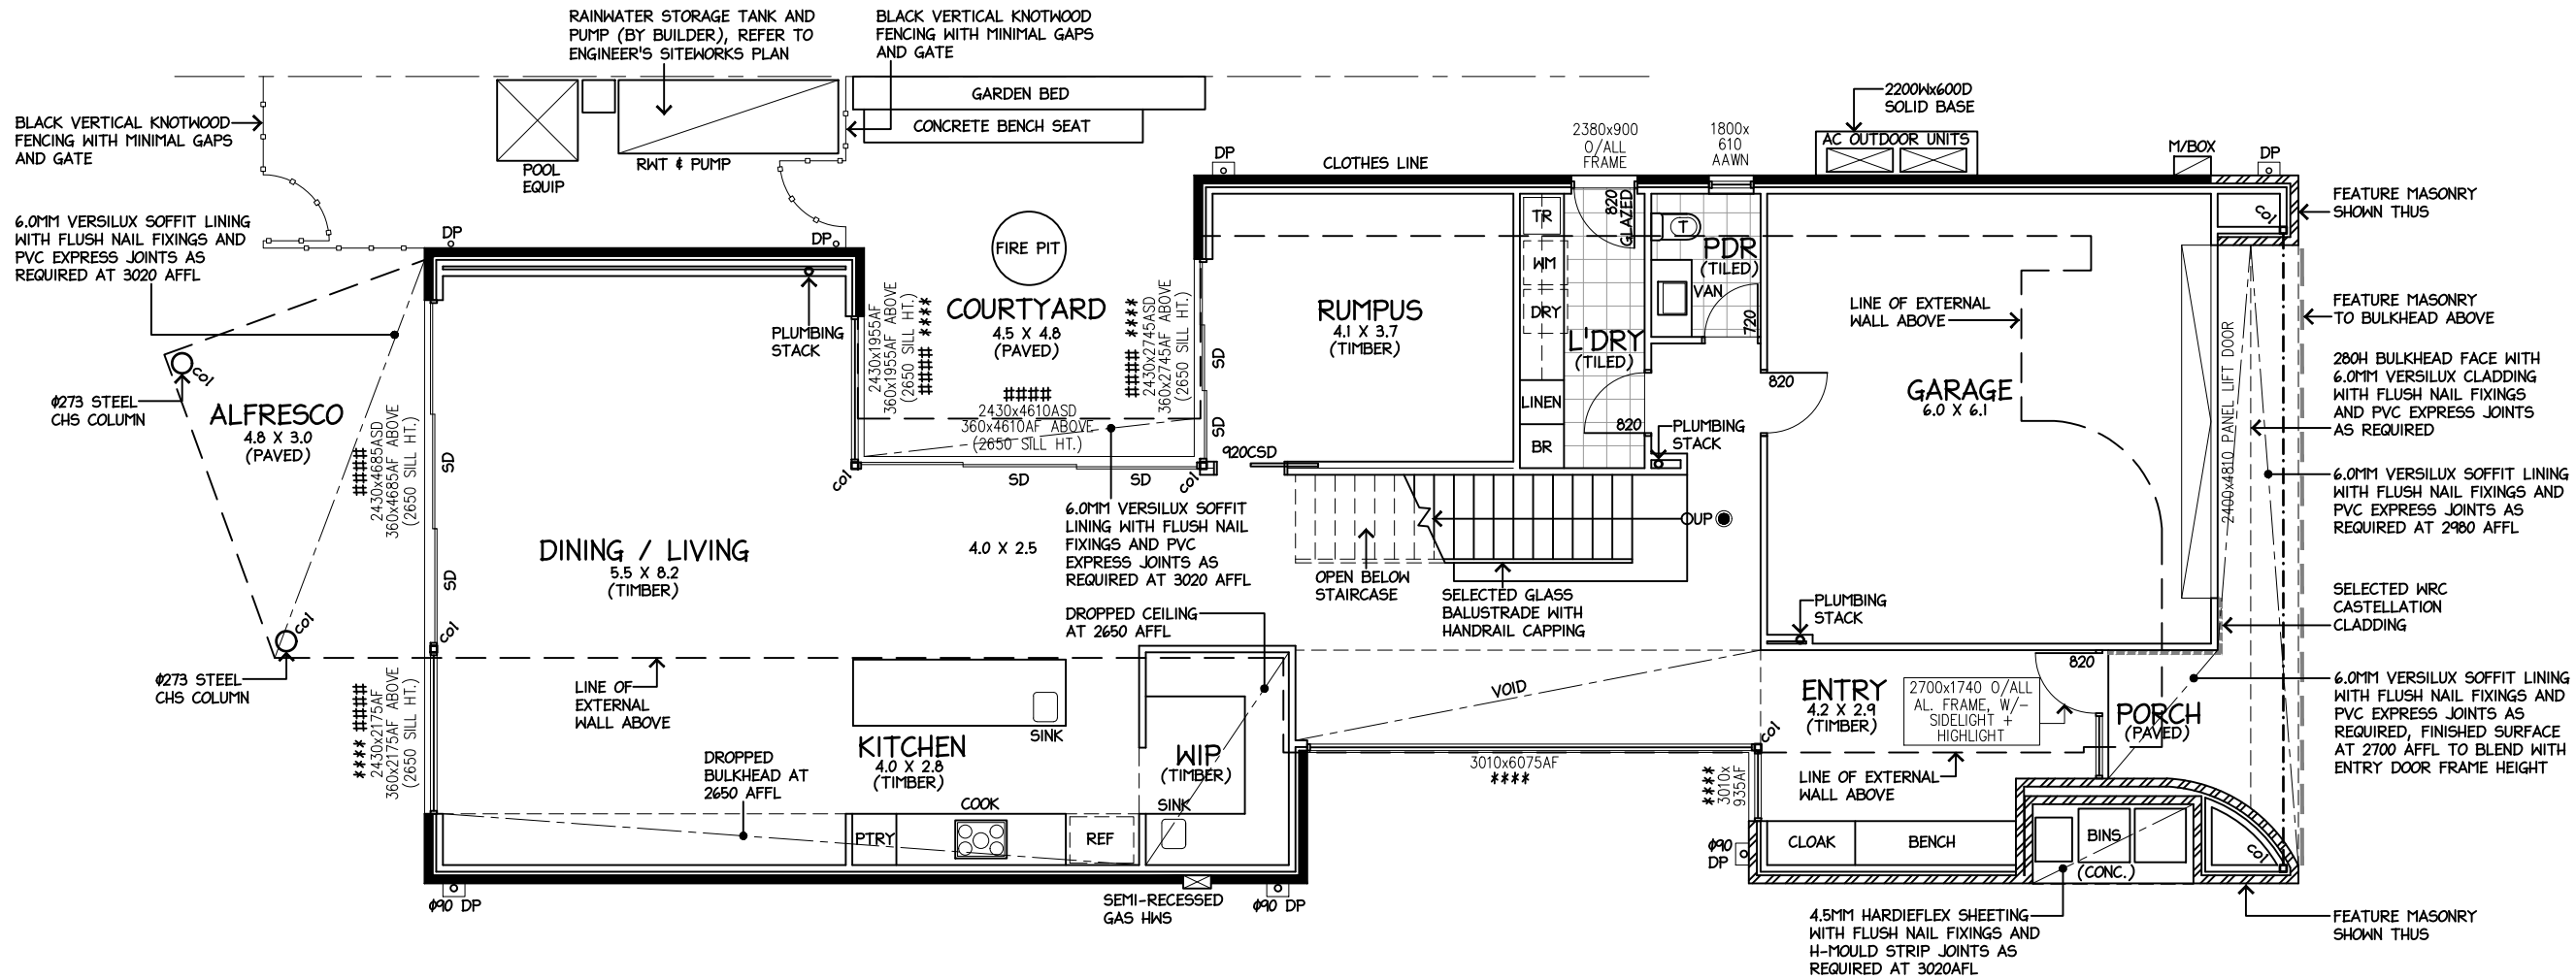 RAINWATER STORAGE TANK AND
PUMP (BY BUILDER), REFER TO
ENGINEER'S SITEWORKS PLAN
BLACK VERTICAL KNOTWOOD
FENCING WITH MINIMAL GAPS
AND GATE
BLACK VERTICAL KNOTWOOD
FENCING WITH MINIMAL GAPS
AND GATE
POOL
EQUIP
RWT & PUMP
GARDEN BED
CONCRETE BENCH SEAT
DP
CLOTHES LINE
2380x900
O/ALL
FRAME
1800x
610
AAWN
2200Wx600D
SOLID BASE
AC OUTDOOR UNITS
M/BOX
DP
FEATURE MASONRY
SHOWN THUS
6.0MM VERSILUX SOFFIT LINING
WITH FLUSH NAIL FIXINGS AND
PVC EXPRESS JOINTS AS
REQUIRED AT 3020 AFFL
DP
DP
FIRE PIT
COURTYARD
4.5 X 4.8
(PAVED)
PLUMBING
STACK
2430x1955AF
360x1955AF ABOVE
(2650 SILL HT.)
##### ****
##### ****
2430x2745ASD
360x2745AF ABOVE
(2650 SILL HT.)
SD
SD
#####
2430x4610ASD
360x4610AF ABOVE
(2650 SILL HT.)
SD
SD
col
col
920CSD
RUMPUS
4.1 X 3.7
(TIMBER)
TR
WM
DRY
LINEN
BR
820
GLAZED
L'DRY
(TILED)
820
T
PDR
(TILED)
VAN
720
820
PLUMBING
STACK
LINE OF EXTERNAL
WALL ABOVE
GARAGE
6.0 X 6.1
2400x4810 PANEL LIFT DOOR
col
FEATURE MASONRY
TO BULKHEAD ABOVE
280H BULKHEAD FACE WITH
6.0MM VERSILUX CLADDING
WITH FLUSH NAIL FIXINGS
AND PVC EXPRESS JOINTS
AS REQUIRED
6.0MM VERSILUX SOFFIT LINING
WITH FLUSH NAIL FIXINGS AND
PVC EXPRESS JOINTS AS
REQUIRED AT 2980 AFFL
SELECTED WRC
CASTELLATION
CLADDING
6.0MM VERSILUX SOFFIT LINING
WITH FLUSH NAIL FIXINGS AND
PVC EXPRESS JOINTS AS
REQUIRED, FINISHED SURFACE
AT 2700 AFFL TO BLEND WITH
ENTRY DOOR FRAME HEIGHT
col
ϕ273 STEEL
CHS COLUMN
ALFRESCO
4.8 X 3.0
(PAVED)
#####
2430x4685ASD
360x4685AF ABOVE
(2650 SILL HT.)
SD
SD
col
col
ϕ273 STEEL
CHS COLUMN
**** #####
2430x2175AF
360x2175AF ABOVE
(2650 SILL HT.)
DINING / LIVING
5.5 X 8.2
(TIMBER)
4.0 X 2.5
6.0MM VERSILUX SOFFIT
LINING WITH FLUSH NAIL
FIXINGS AND PVC
EXPRESS JOINTS AS
REQUIRED AT 3020 AFFL
DROPPED CEILING
AT 2650 AFFL
UP
OPEN BELOW
STAIRCASE
SELECTED GLASS
BALUSTRADE WITH
HANDRAIL CAPPING
PLUMBING
STACK
LINE OF
EXTERNAL
WALL ABOVE
DROPPED
BULKHEAD AT
2650 AFFL
SINK
KITCHEN
4.0 X 2.8
(TIMBER)
COOK
PTRY
REF
WIP
(TIMBER)
SINK
VOID
3010x6075AF
****
****
3010x
935AF
col
ENTRY
4.2 X 2.9
(TIMBER)
2700x1740 O/ALL
AL. FRAME, W/-
SIDELIGHT +
HIGHLIGHT
820
PORCH
(PAVED)
LINE OF EXTERNAL
WALL ABOVE
CLOAK
BENCH
BINS
(CONC.)
col
ϕ90
DP
ϕ90 DP
SEMI-RECESSED
GAS HWS
ϕ90 DP
4.5MM HARDIEFLEX SHEETING
WITH FLUSH NAIL FIXINGS AND
H-MOULD STRIP JOINTS AS
REQUIRED AT 3020AFL
FEATURE MASONRY
SHOWN THUS